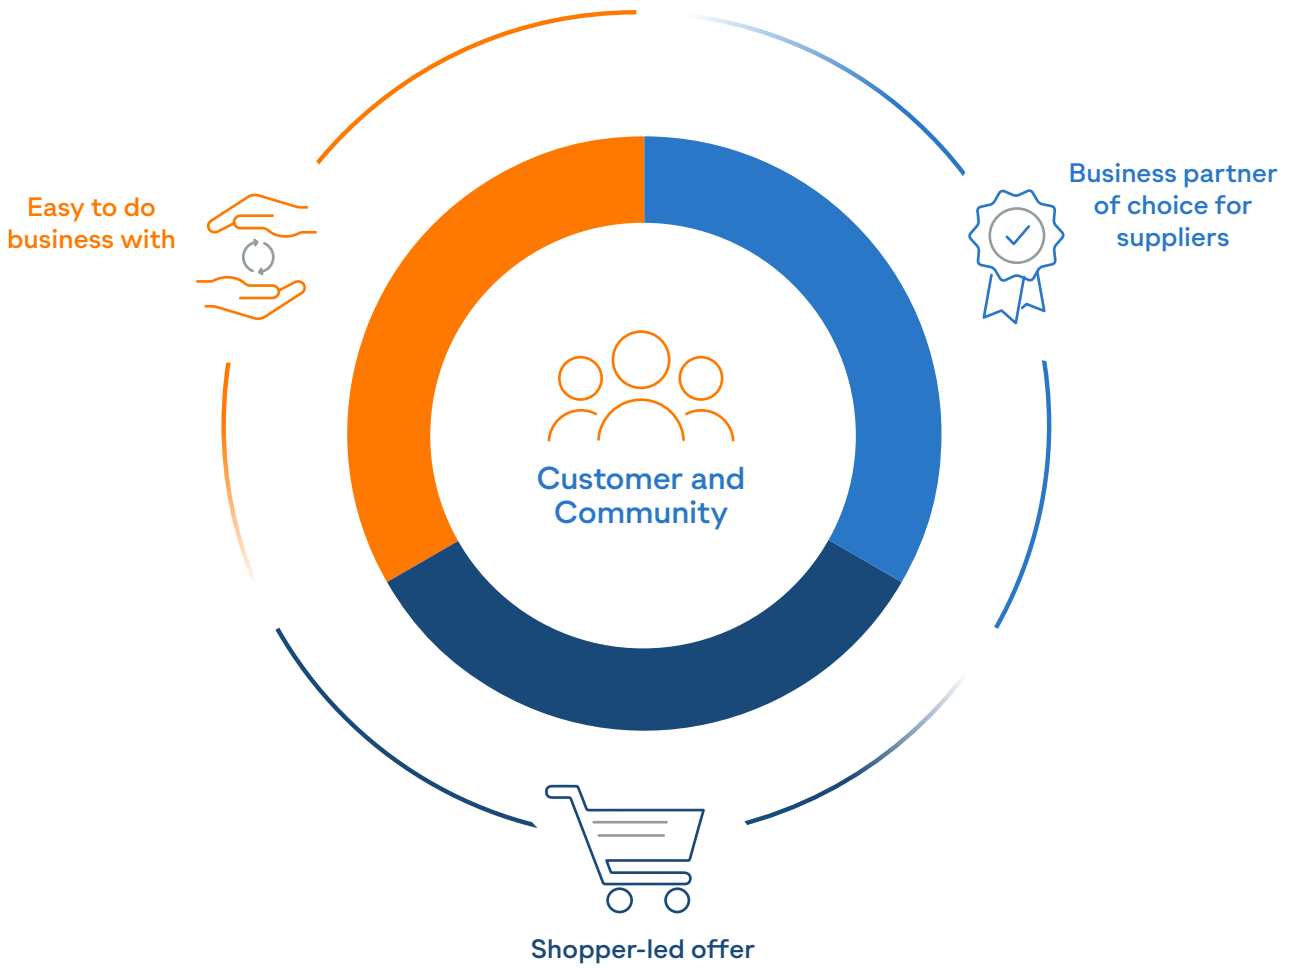 Easy to do
business with
Business partner
of choice for
suppliers
Customer and
Community
Shopper-led offer